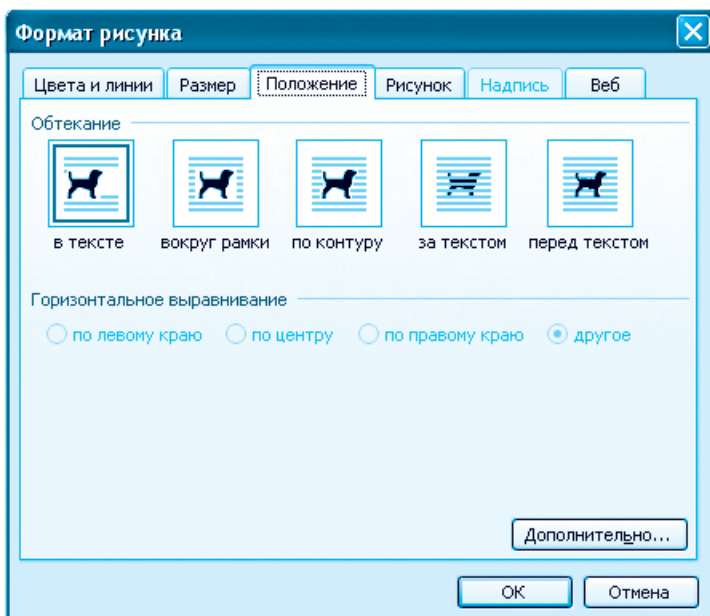 Формат рисунка
Цвета и линии Размер Положение Рисунок Надпись Веб
Обтекание
в тексте вокруг рамки по контуру за текстом перед текстом
Горизонтальное выравнивание
по левому краю по центру по правому краю другое
Дополнительно...
ОК Отмена